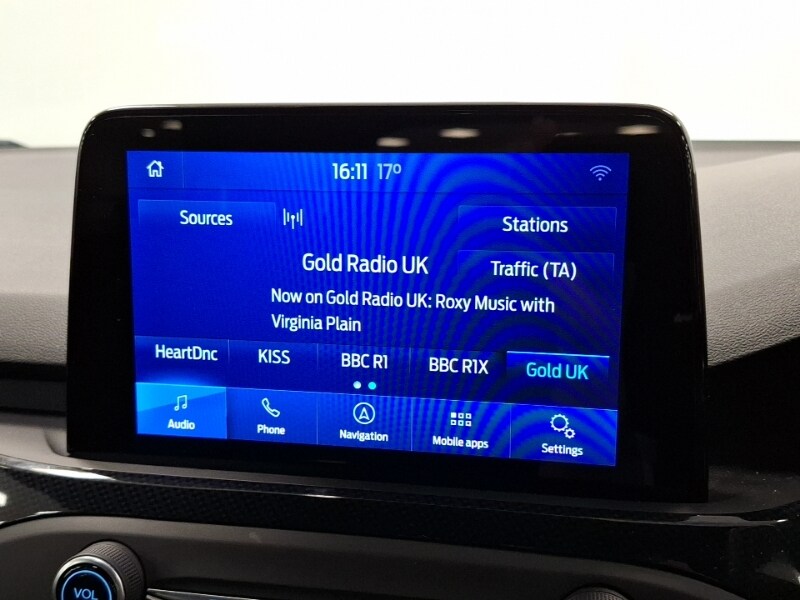 16:11 17°
Sources
Stations
Gold Radio UK
Traffic (TA)
Now on Gold Radio UK: Roxy Music with
Virginia Plain
HeartDnc KISS BBC R1 BBC R1X Gold UK
Audio Phone Navigation Mobile apps Settings
VOL